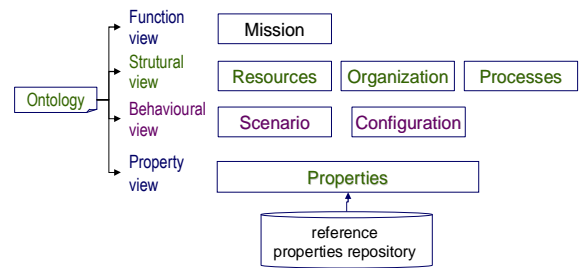 Function
view
Mission
Strutural
view
Resources
Organization
Processes
Ontology
Behavioural
view
Scenario
Configuration
Property
view
Properties
reference
properties repository